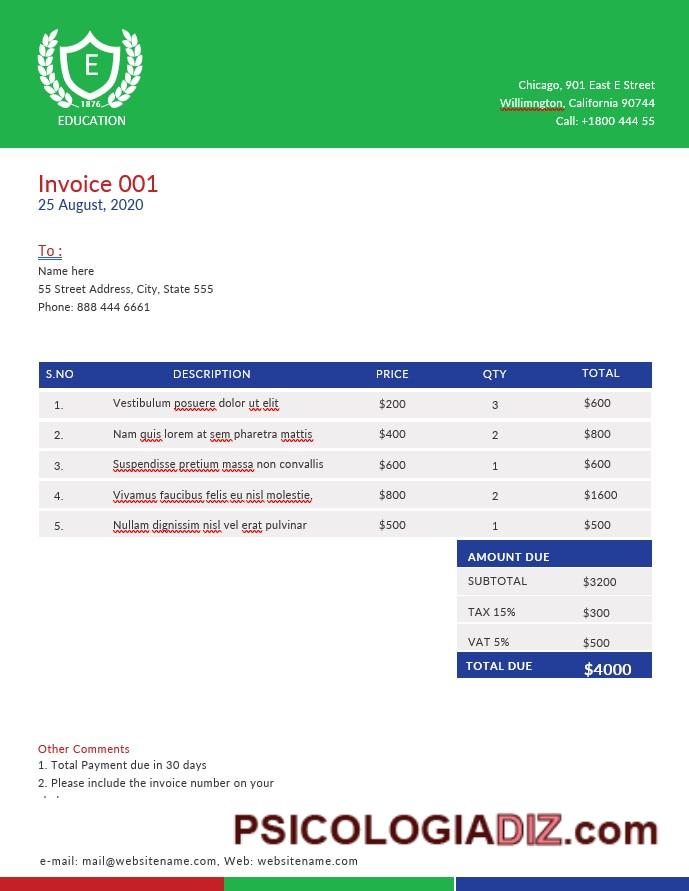 E
1876
EDUCATION
Chicago, 901 East E Street
Willimngton, California 90744
Call: +1800 444 55
Invoice 001
25 August, 2020
To :
Name here
55 Street Address, City, State 555
Phone: 888 444 6661
S.NO DESCRIPTION PRICE QTY TOTAL
1. Vestibulum posuere dolor ut elit $200 3 $600
2. Nam quis lorem at sem pharetra mattis $400 2 $800
3. Suspendisse pretium massa non convallis $600 1 $600
4. Vivamus faucibus felis eu nisl molestie, $800 2 $1600
5. Nullam dignissim nisl vel erat pulvinar $500 1 $500
AMOUNT DUE
SUBTOTAL $3200
TAX 15% $300
VAT 5% $500
TOTAL DUE $4000
Other Comments
1. Total Payment due in 30 days
2. Please include the invoice number on your
PSICOLOGIADIZ.com
e-mail: mail@websitename.com, Web: websitename.com